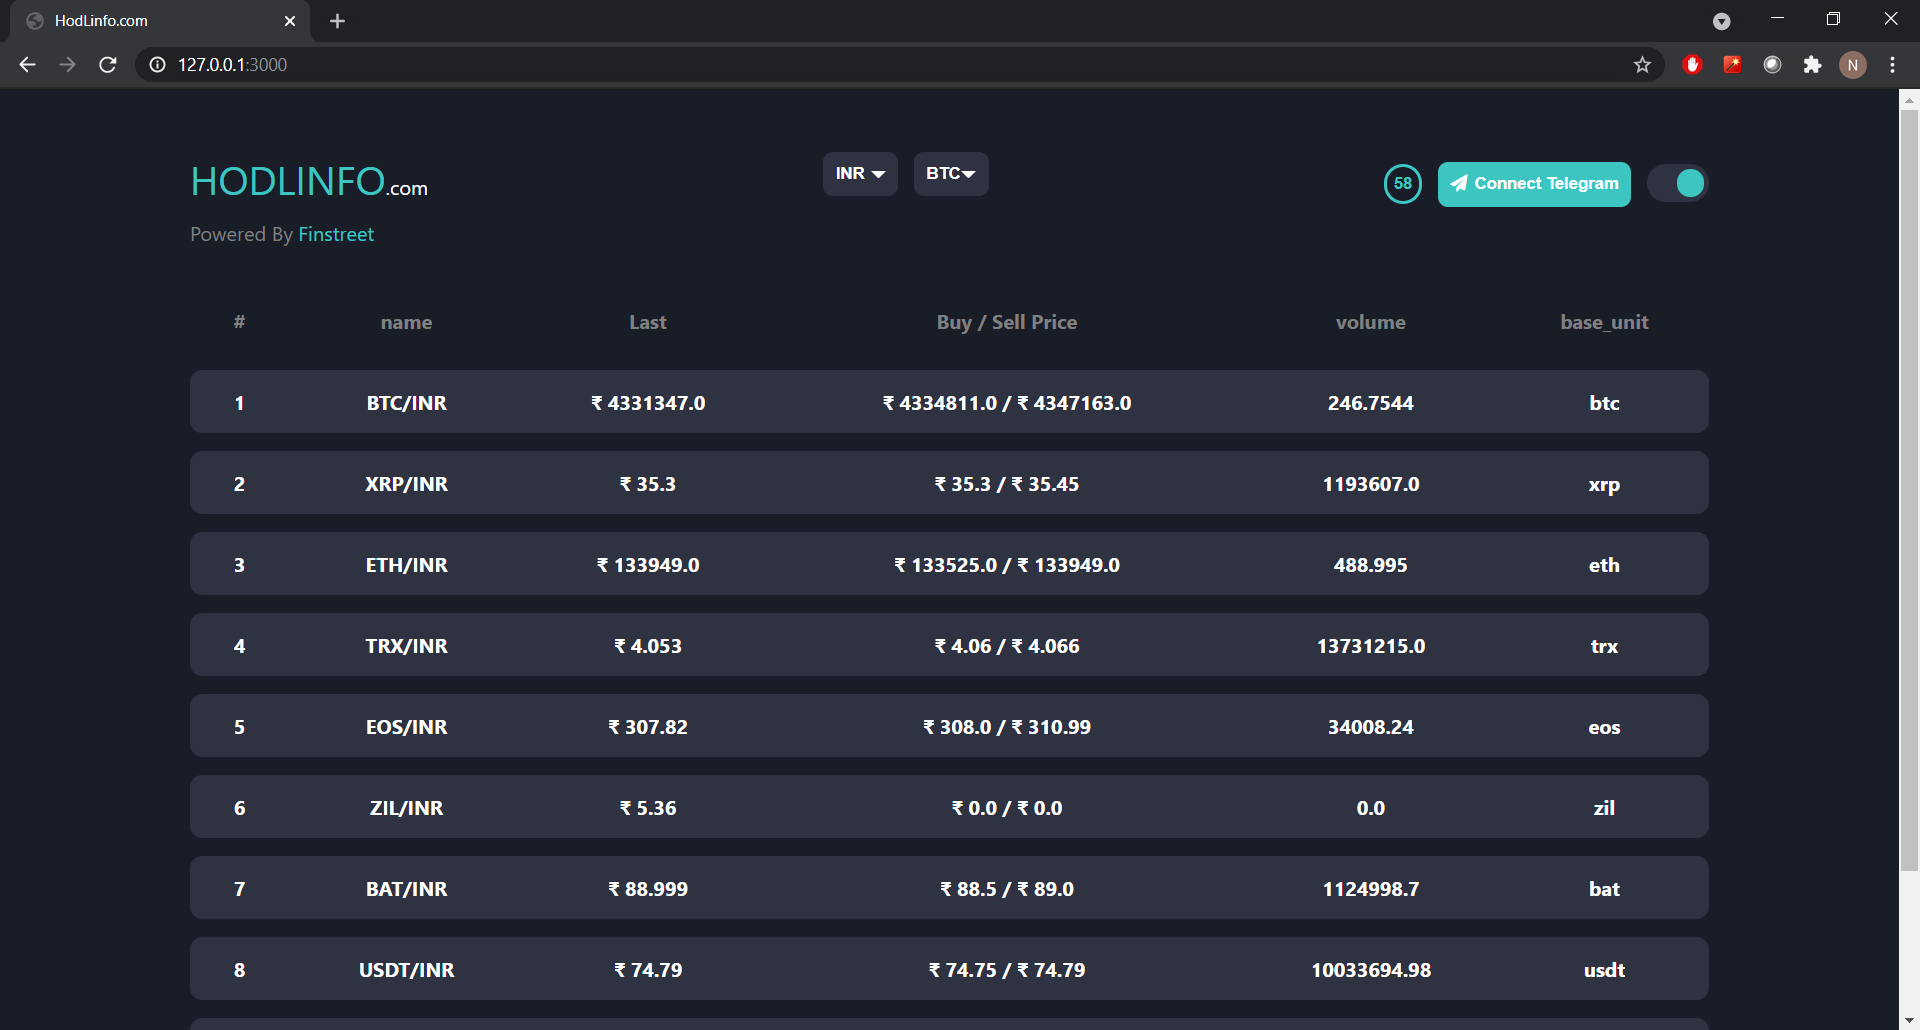 HodLinfo.com
127.0.0.1:3000
N
HODLINFO.com
INR BTC
58 Connect Telegram
Powered By Finstreet
# name Last Buy / Sell Price volume base_unit
1 BTC/INR ₹ 4331347.0 ₹ 4334811.0 / ₹ 4347163.0 246.7544 btc
2 XRP/INR ₹ 35.3 ₹ 35.3 / ₹ 35.45 1193607.0 xrp
3 ETH/INR ₹ 133949.0 ₹ 133525.0 / ₹ 133949.0 488.995 eth
4 TRX/INR ₹ 4.053 ₹ 4.06 / ₹ 4.066 13731215.0 trx
5 EOS/INR ₹ 307.82 ₹ 308.0 / ₹ 310.99 34008.24 eos
6 ZIL/INR ₹ 5.36 ₹ 0.0 / ₹ 0.0 0.0 zil
7 BAT/INR ₹ 88.999 ₹ 88.5 / ₹ 89.0 1124998.7 bat
8 USDT/INR ₹ 74.79 ₹ 74.75 / ₹ 74.79 10033694.98 usdt